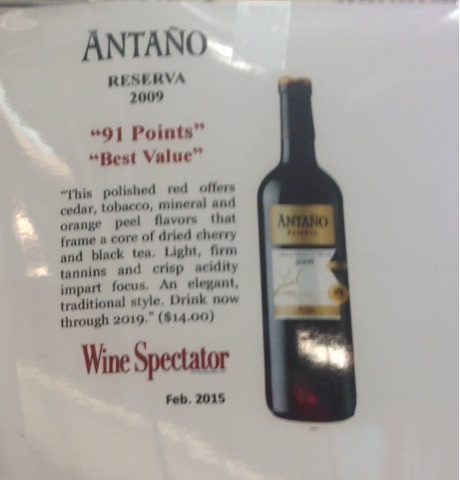 ANTAÑO
RESERVA
2009
“91 Points”
“Best Value”
“This polished red offers
cedar, tobacco, mineral and
orange peel flavors that
frame a core of dried cherry
and black tea. Light, firm
tannins and crisp acidity
impart focus. An elegant,
traditional style. Drink now
through 2019.” ($14.00)
Wine Spectator
Feb. 2015
ANTAÑO
RESERVA